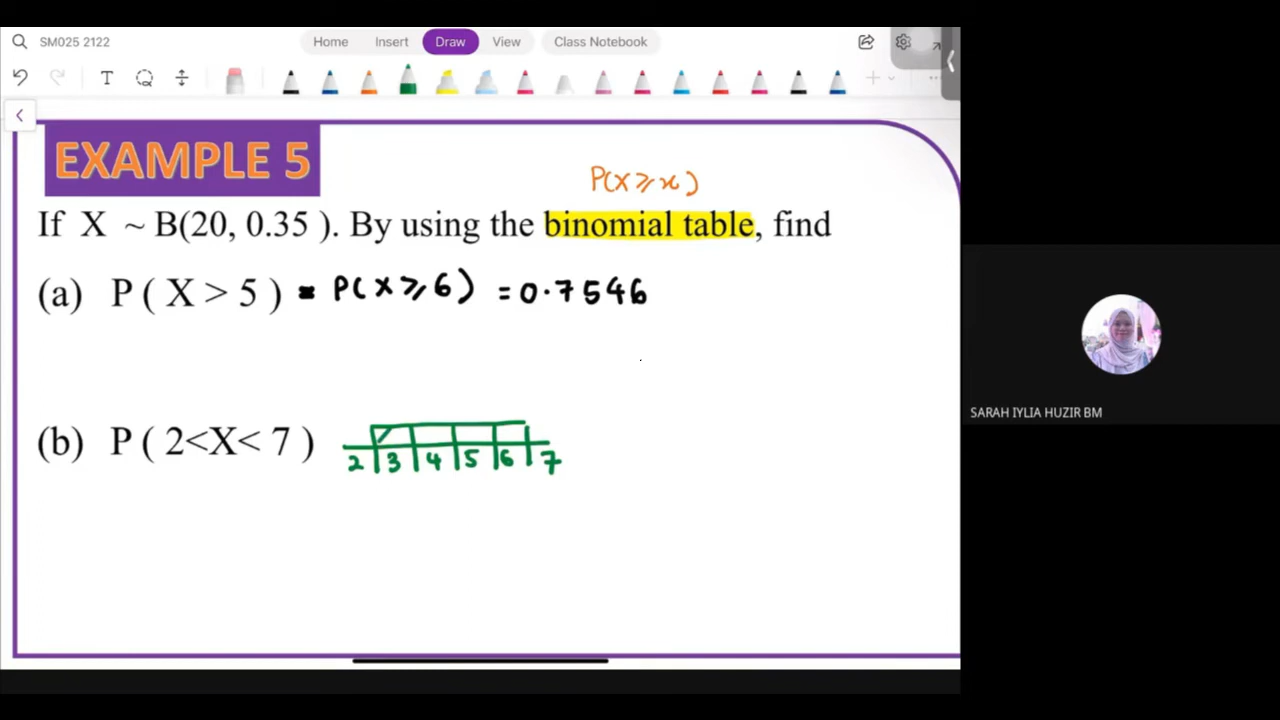 SM025 2122
Home Insert Draw View Class Notebook
EXAMPLE 5
P(X ⩾ x)
If X ~ B(20, 0.35 ). By using the binomial table, find
(a) P ( X > 5 ) = P( X ⩾ 6 ) = 0.7546
(b) P ( 2<X< 7 ) 2 3 4 5 6 7
SARAH IYLIA HUZIR BM